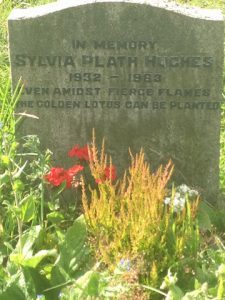 IN MEMORY
SYLVIA PLATH HUGHES
1932 – 1963
EVEN AMIDST FIERCE FLAMES
THE GOLDEN LOTUS CAN BE PLANTED